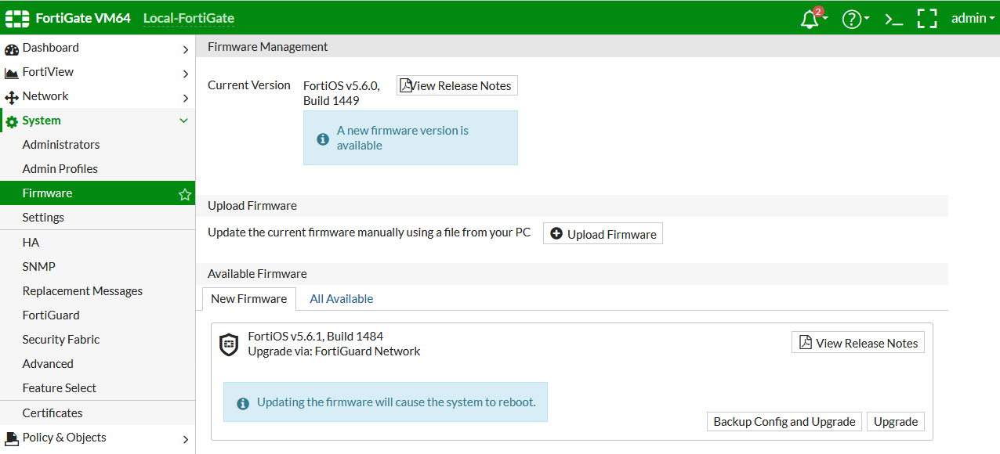 FortiGate VM64 Local-FortiGate 2 admin
Dashboard
FortiView
Network
System
Administrators
Admin Profiles
Firmware
Settings
HA
SNMP
Replacement Messages
FortiGuard
Security Fabric
Advanced
Feature Select
Certificates
Policy & Objects
Firmware Management
Current Version
FortiOS v5.6.0,
Build 1449
View Release Notes
A new firmware version is
available
Upload Firmware
Update the current firmware manually using a file from your PC
Upload Firmware
Available Firmware
New Firmware
All Available
FortiOS v5.6.1, Build 1484
Upgrade via: FortiGuard Network
View Release Notes
Updating the firmware will cause the system to reboot.
Backup Config and Upgrade
Upgrade